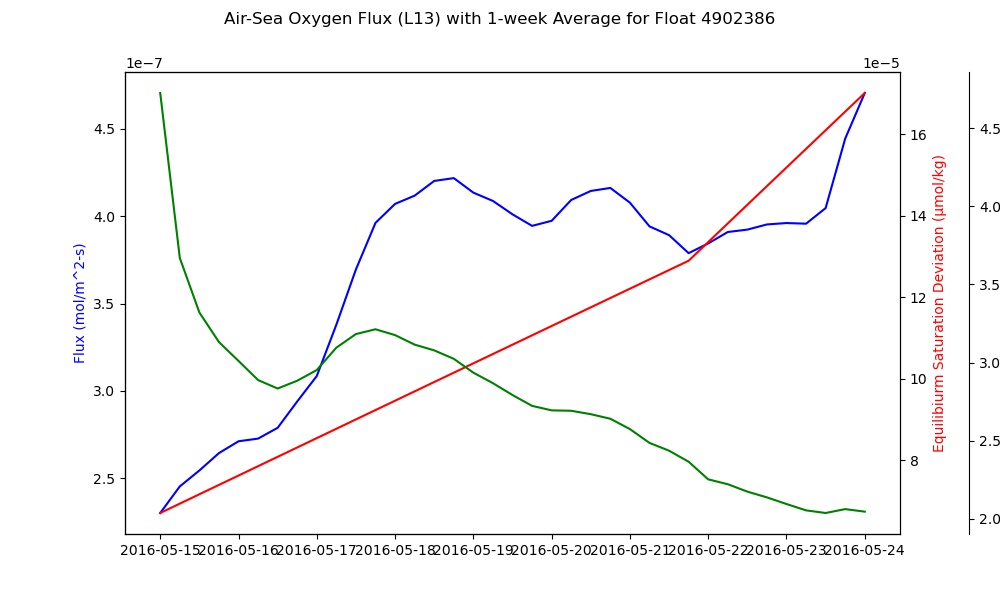 Air-Sea Oxygen Flux (L13) with 1-week Average for Float 4902386
1e−7
1e−5
4.5
4.0
3.5
3.0
2.5
Flux (mol/m^2-s)
16
14
12
10
8
Equilibiurm Saturation Deviation (μmol/kg)
4.5
4.0
3.5
3.0
2.5
2.0
2016-05-15 2016-05-16 2016-05-17 2016-05-18 2016-05-19 2016-05-20 2016-05-21 2016-05-22 2016-05-23 2016-05-24